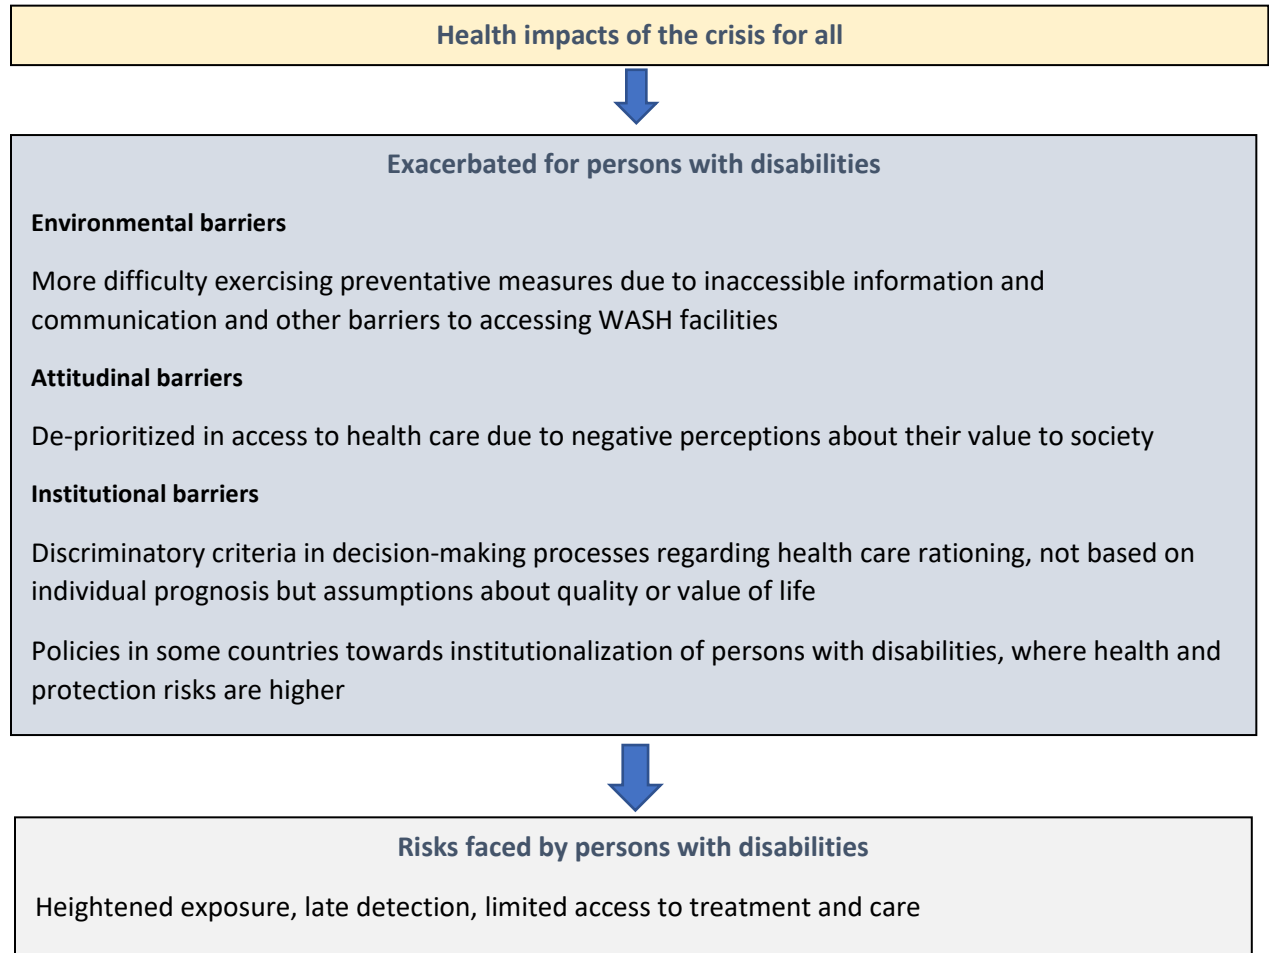 Health impacts of the crisis for all
Exacerbated for persons with disabilities
Environmental barriers
More difficulty exercising preventative measures due to inaccessible information and
communication and other barriers to accessing WASH facilities
Attitudinal barriers
De-prioritized in access to health care due to negative perceptions about their value to society
Institutional barriers
Discriminatory criteria in decision-making processes regarding health care rationing, not based on
individual prognosis but assumptions about quality or value of life
Policies in some countries towards institutionalization of persons with disabilities, where health and
protection risks are higher
Risks faced by persons with disabilities
Heightened exposure, late detection, limited access to treatment and care